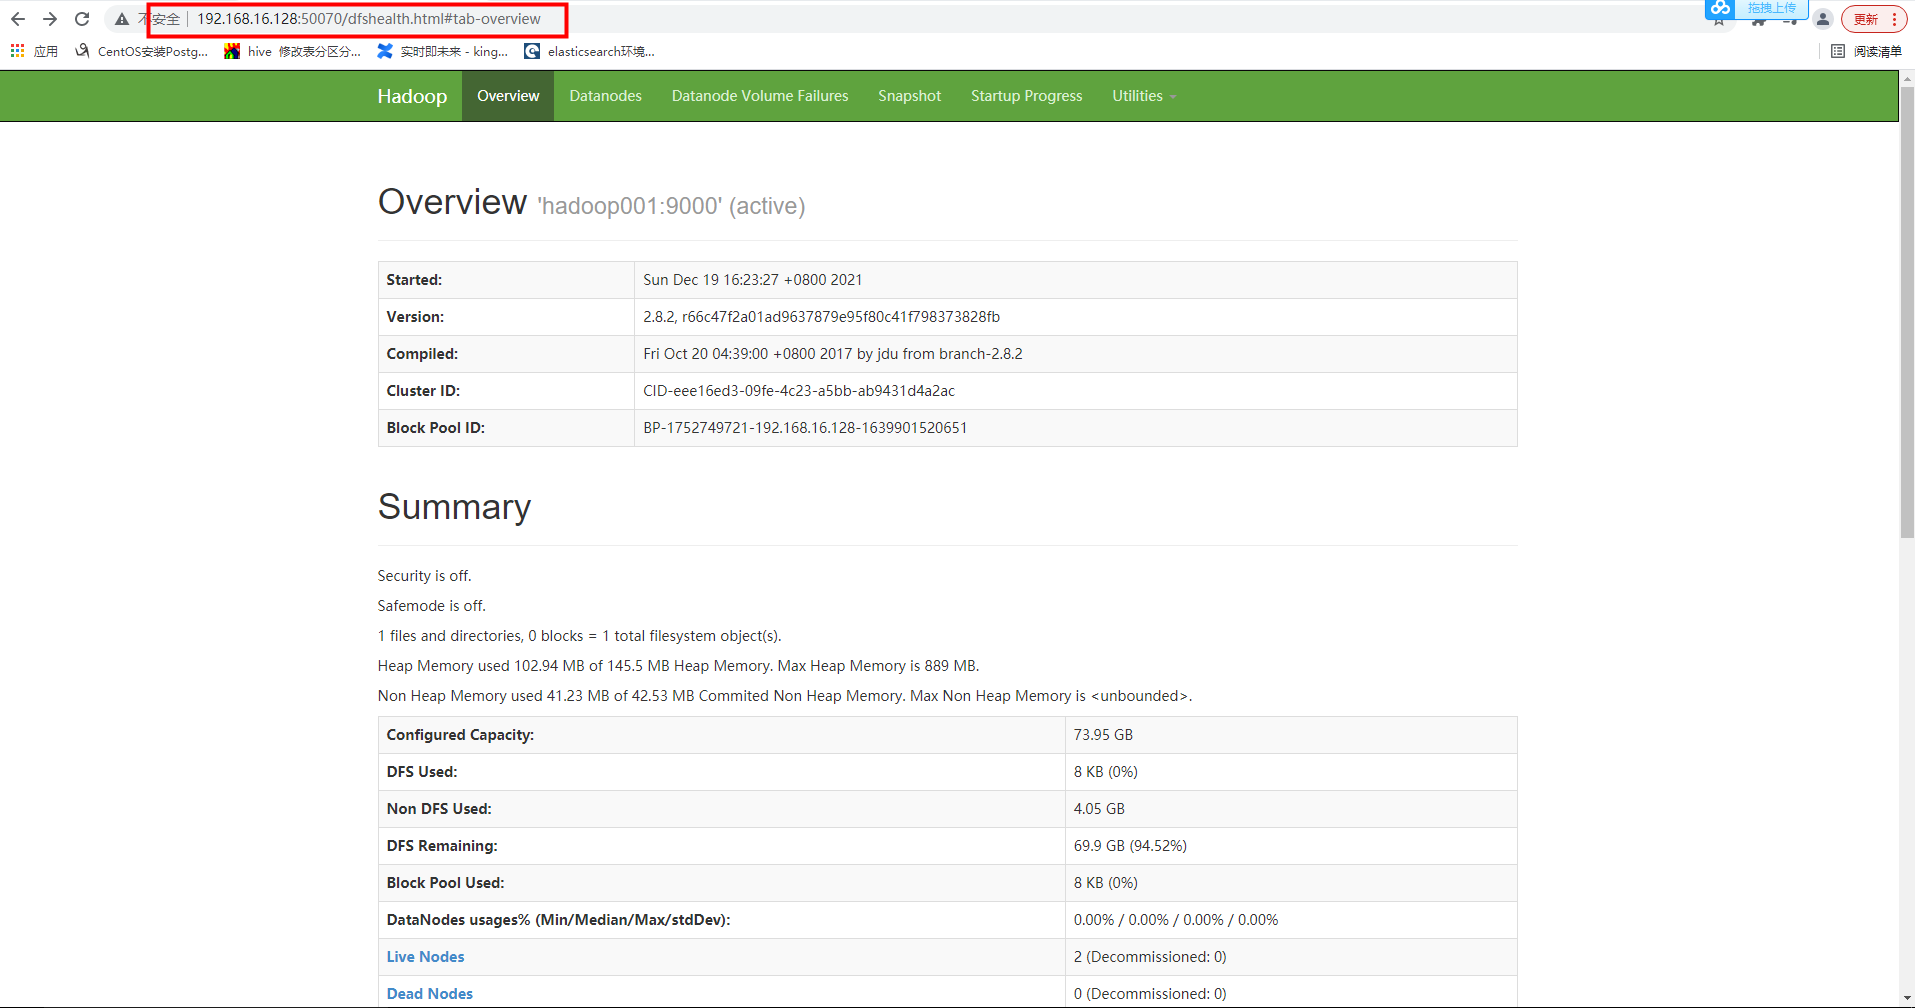 不安全 | 192.168.16.128:50070/dfshealth.html#tab-overview
拖拽上传
更新
应用 CentOS安装Postg... hive 修改表分区分... 实时即未来 - king... elasticsearch环境... 阅读清单
Hadoop Overview Datanodes Datanode Volume Failures Snapshot Startup Progress Utilities
Overview 'hadoop001:9000' (active)
Started: Sun Dec 19 16:23:27 +0800 2021
Version: 2.8.2, r66c47f2a01ad9637879e95f80c41f798373828fb
Compiled: Fri Oct 20 04:39:00 +0800 2017 by jdu from branch-2.8.2
Cluster ID: CID-eee16ed3-09fe-4c23-a5bb-ab9431d4a2ac
Block Pool ID: BP-1752749721-192.168.16.128-1639901520651
Summary
Security is off.
Safemode is off.
1 files and directories, 0 blocks = 1 total filesystem object(s).
Heap Memory used 102.94 MB of 145.5 MB Heap Memory. Max Heap Memory is 889 MB.
Non Heap Memory used 41.23 MB of 42.53 MB Commited Non Heap Memory. Max Non Heap Memory is <unbounded>.
Configured Capacity: 73.95 GB
DFS Used: 8 KB (0%)
Non DFS Used: 4.05 GB
DFS Remaining: 69.9 GB (94.52%)
Block Pool Used: 8 KB (0%)
DataNodes usages% (Min/Median/Max/stdDev): 0.00% / 0.00% / 0.00% / 0.00%
Live Nodes 2 (Decommissioned: 0)
Dead Nodes 0 (Decommissioned: 0)